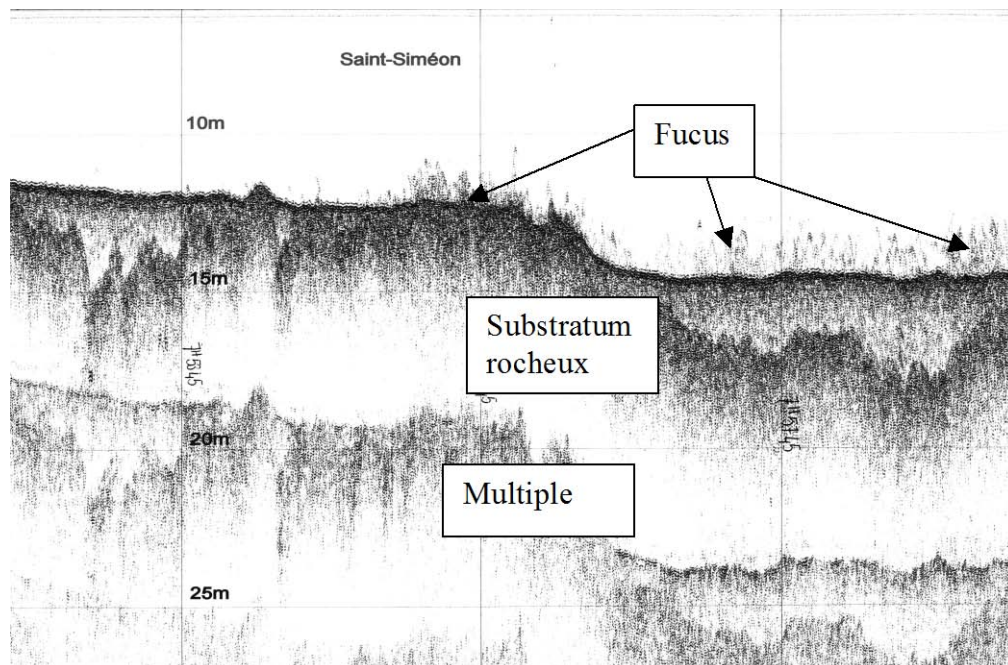 Saint-Siméon
10m
Fucus
15m
Substratum
rocheux
20m
Multiple
25m